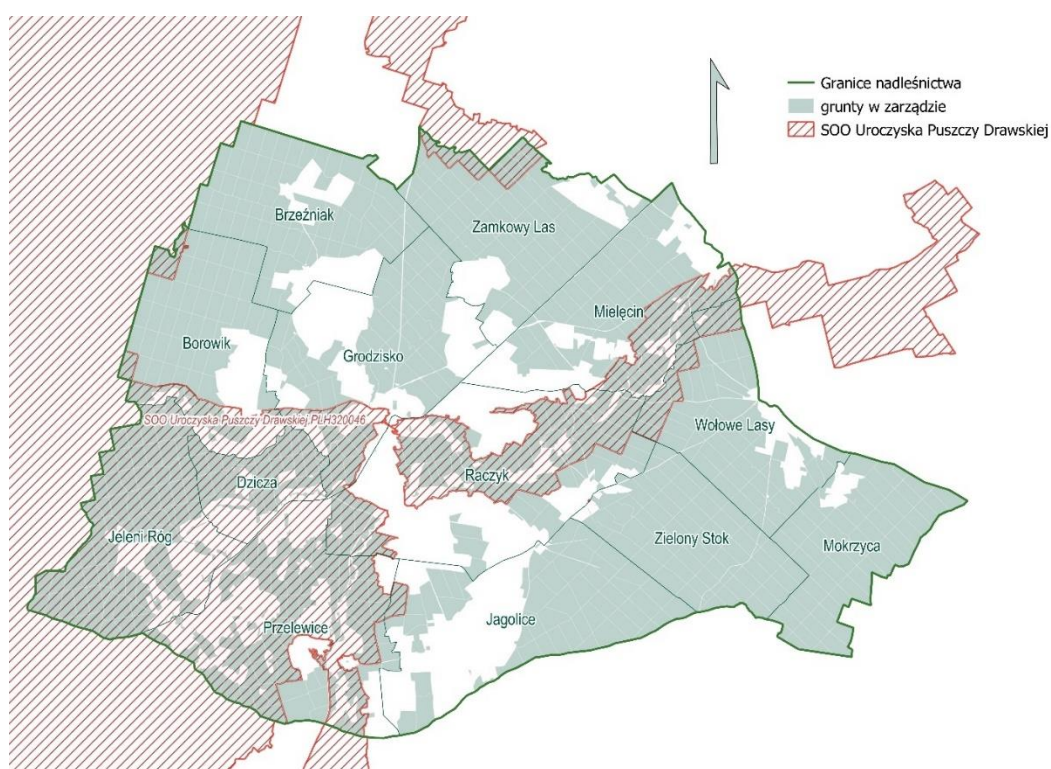 Granice nadleśnictwa
grunty w zarządzie
SOO Uroczyska Puszczy Drawskiej
Brzeźniak
Zamkowy Las
Mielęcin
Borowik
Grodzisko
SOO Uroczyska Puszczy Drawskiej PLH320046
Wołowe Lasy
Raczyk
Dzicza
Jeleni Róg
Zielony Stok
Mokrzyca
Jagolice
Przelewice